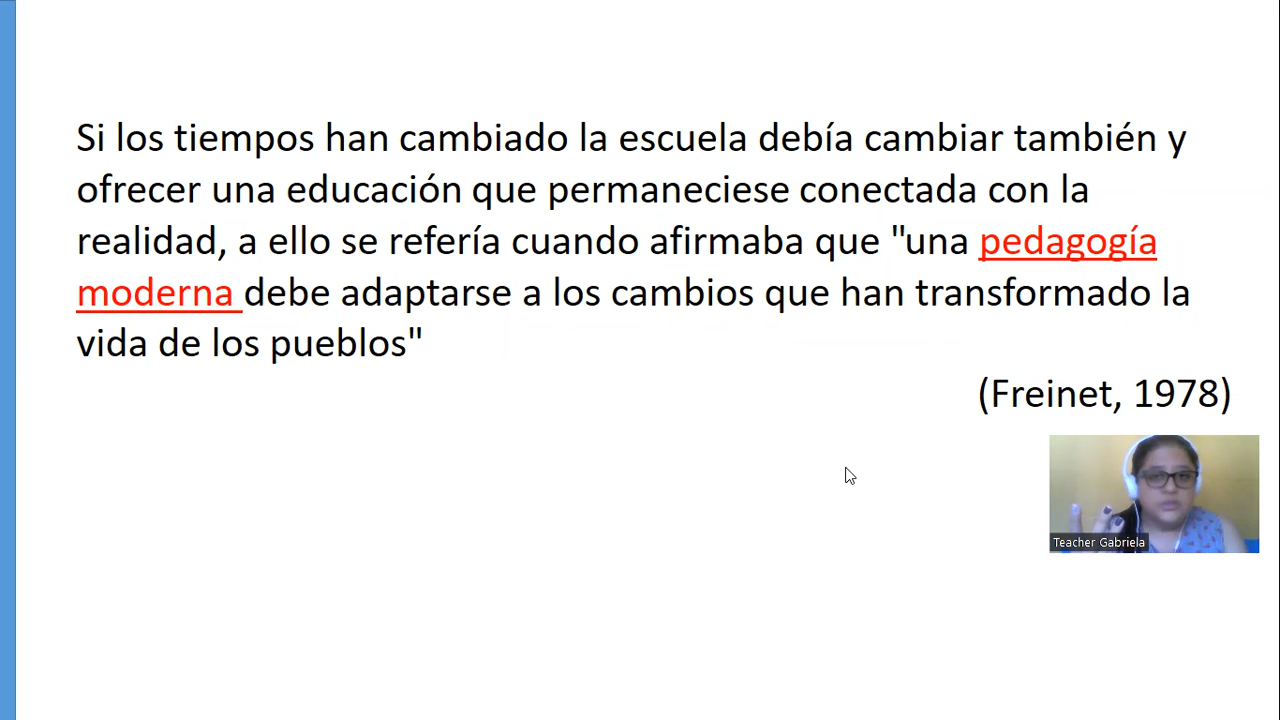 Si los tiempos han cambiado la escuela debía cambiar también y
ofrecer una educación que permaneciese conectada con la
realidad, a ello se refería cuando afirmaba que "una pedagogía
moderna debe adaptarse a los cambios que han transformado la
vida de los pueblos"
(Freinet, 1978)
Teacher Gabriela